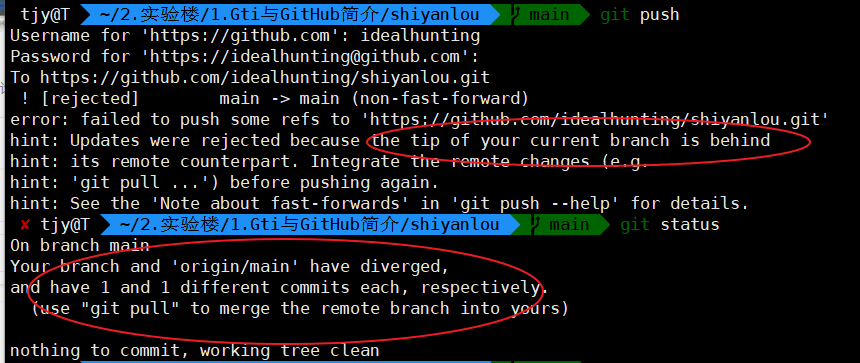 tjy@T ~/2.实验楼/1.Gti与GitHub简介/shiyanlou main git push
Username for 'https://github.com': idealhunting
Password for 'https://idealhunting@github.com':
To https://github.com/idealhunting/shiyanlou.git
! [rejected] main -> main (non-fast-forward)
error: failed to push some refs to 'https://github.com/idealhunting/shiyanlou.git'
hint: Updates were rejected because the tip of your current branch is behind
hint: its remote counterpart. Integrate the remote changes (e.g.
hint: 'git pull ...') before pushing again.
hint: See the 'Note about fast-forwards' in 'git push --help' for details.
✘ tjy@T ~/2.实验楼/1.Gti与GitHub简介/shiyanlou main git status
On branch main
Your branch and 'origin/main' have diverged,
and have 1 and 1 different commits each, respectively.
(use "git pull" to merge the remote branch into yours)
nothing to commit, working tree clean